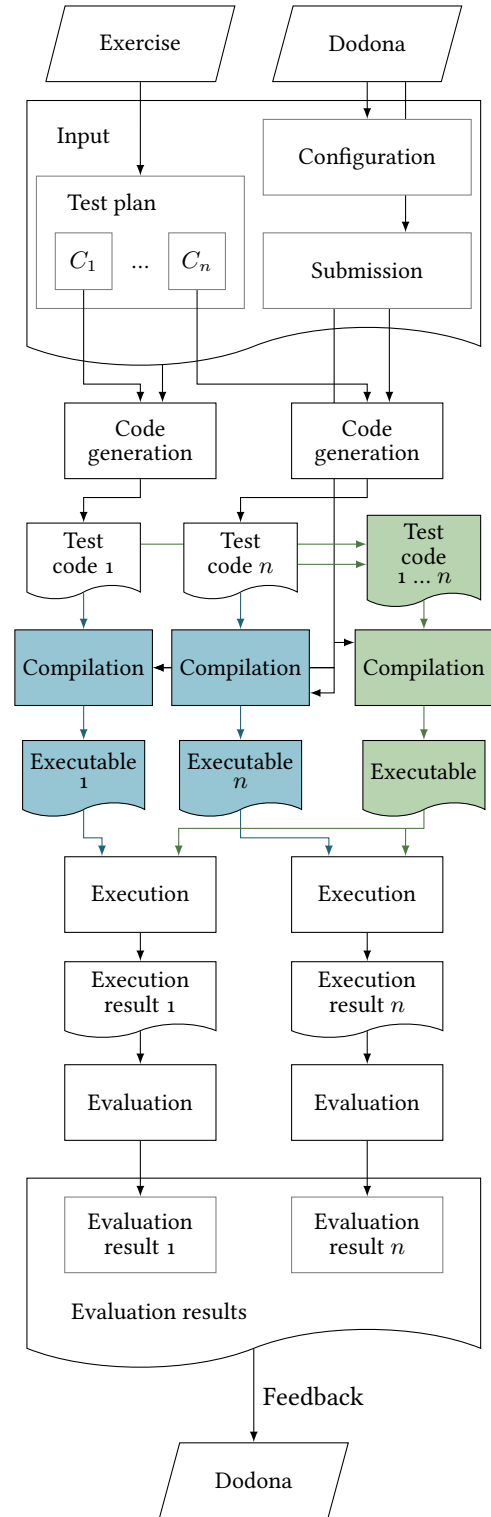 Exercise
Dodona
Input
Configuration
Test plan
C₁ ... Cₙ
Submission
Code
generation
Code
generation
Test
code 1
Test
code n
Test
code
1 ... n
Compilation
Compilation
Compilation
Executable
1
Executable
n
Executable
Execution
Execution
Execution
result 1
Execution
result n
Evaluation
Evaluation
Evaluation
result 1
Evaluation
result n
Evaluation results
Feedback
Dodona